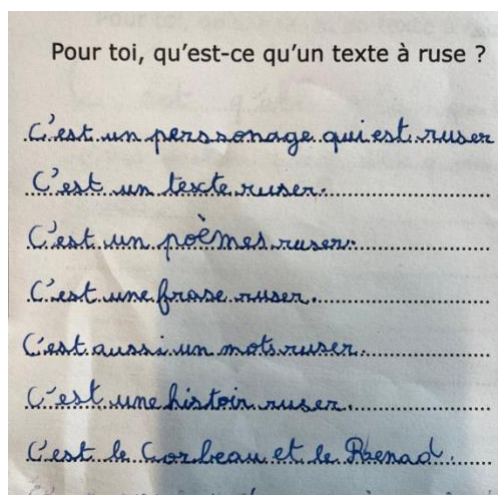 Pour toi, qu'est-ce qu'un texte à ruse ?
C'est un perssonage qui est ruser
C'est un texte ruser.
C'est un poèmes ruser.
C'est une frase ruser.
C'est aussi un mots ruser.
C'est une histoir ruser.
C'est le Corbeau et le Renad.